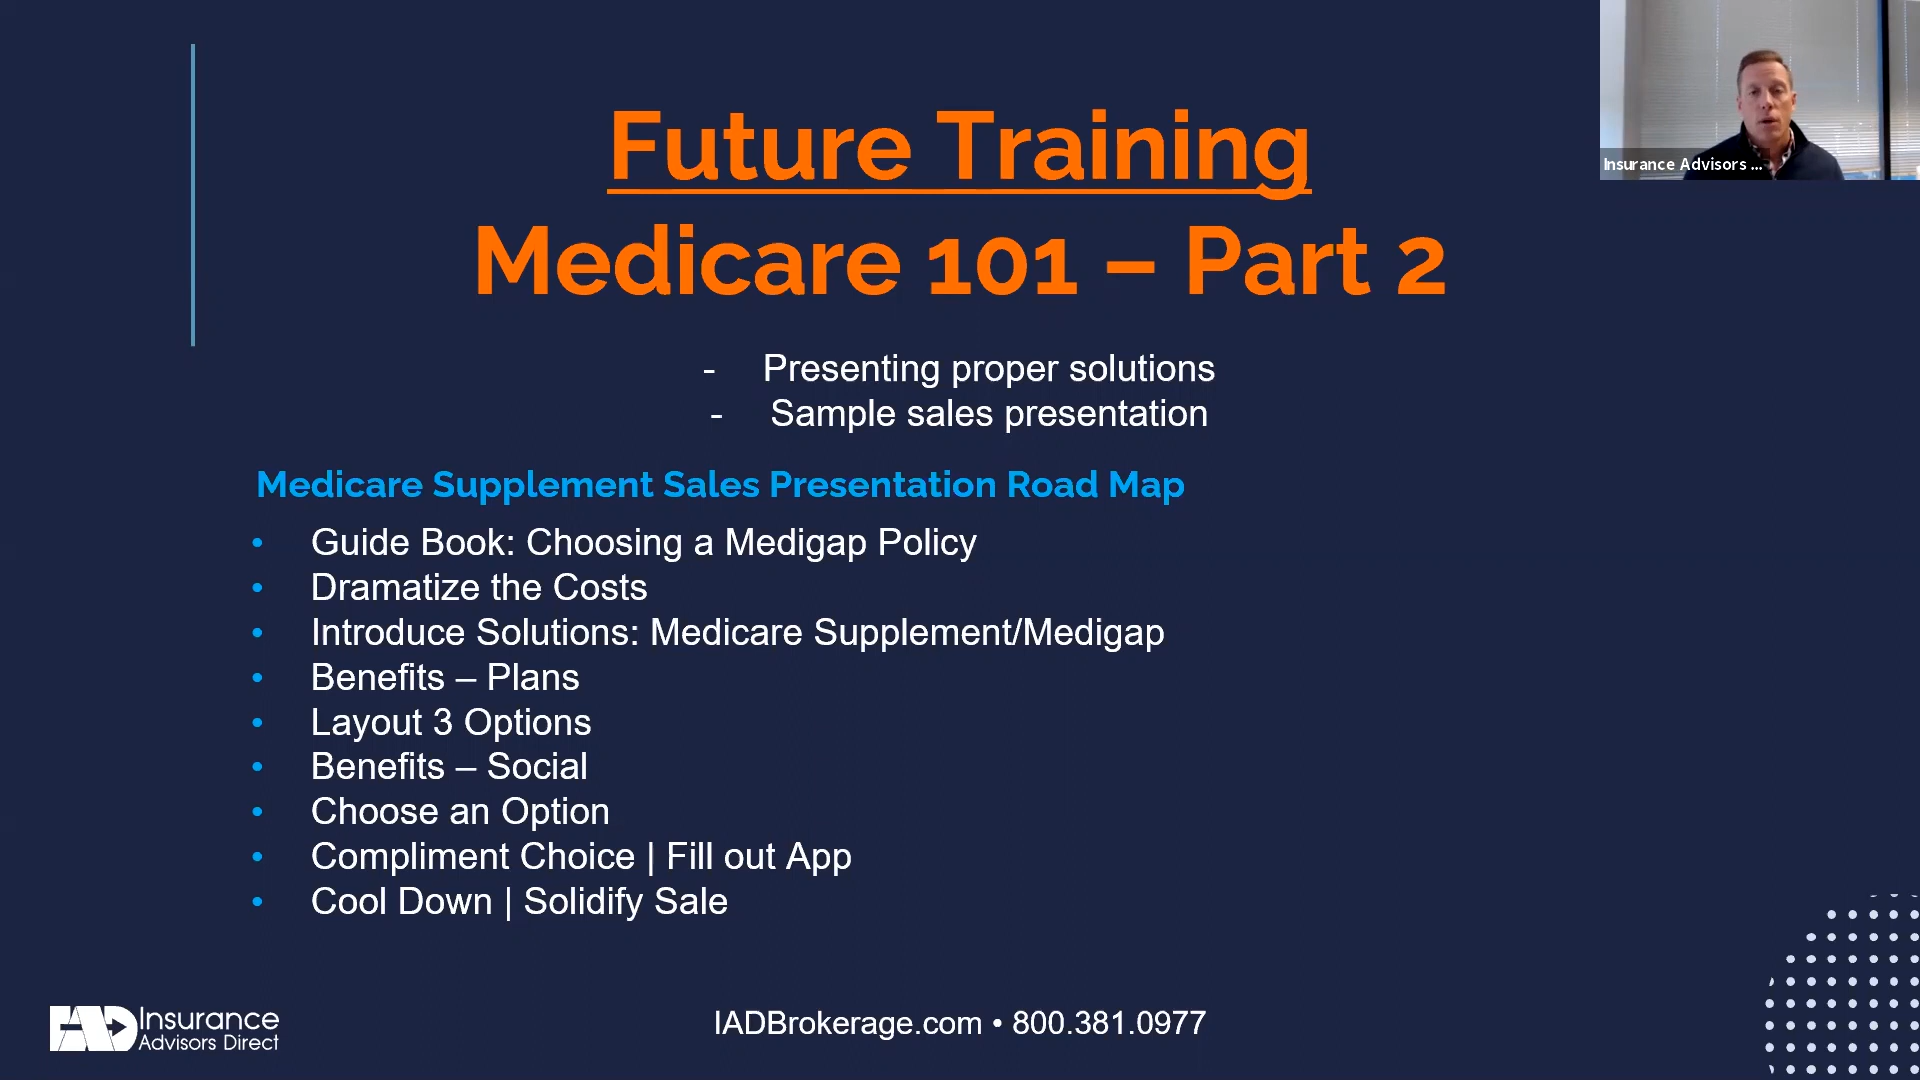 Future Training
Medicare 101 – Part 2
Insurance Advisors ...
- Presenting proper solutions
- Sample sales presentation
Medicare Supplement Sales Presentation Road Map
• Guide Book: Choosing a Medigap Policy
• Dramatize the Costs
• Introduce Solutions: Medicare Supplement/Medigap
• Benefits – Plans
• Layout 3 Options
• Benefits – Social
• Choose an Option
• Compliment Choice | Fill out App
• Cool Down | Solidify Sale
IAD Insurance
Advisors Direct
IADBrokerage.com • 800.381.0977